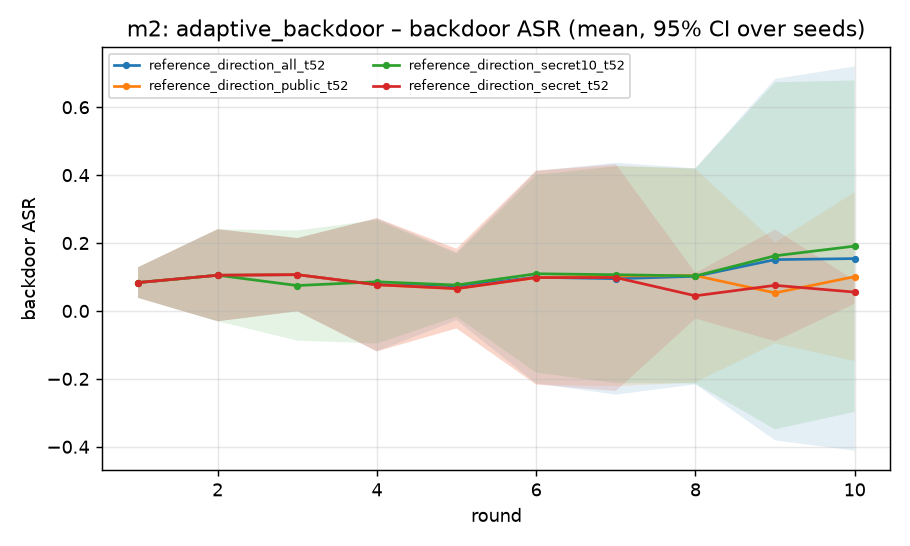 m2: adaptive_backdoor – backdoor ASR (mean, 95% CI over seeds)
reference_direction_all_t52
reference_direction_public_t52
reference_direction_secret10_t52
reference_direction_secret_t52
backdoor ASR
0.6
0.4
0.2
0.0
−0.2
−0.4
2 4 6 8 10
round